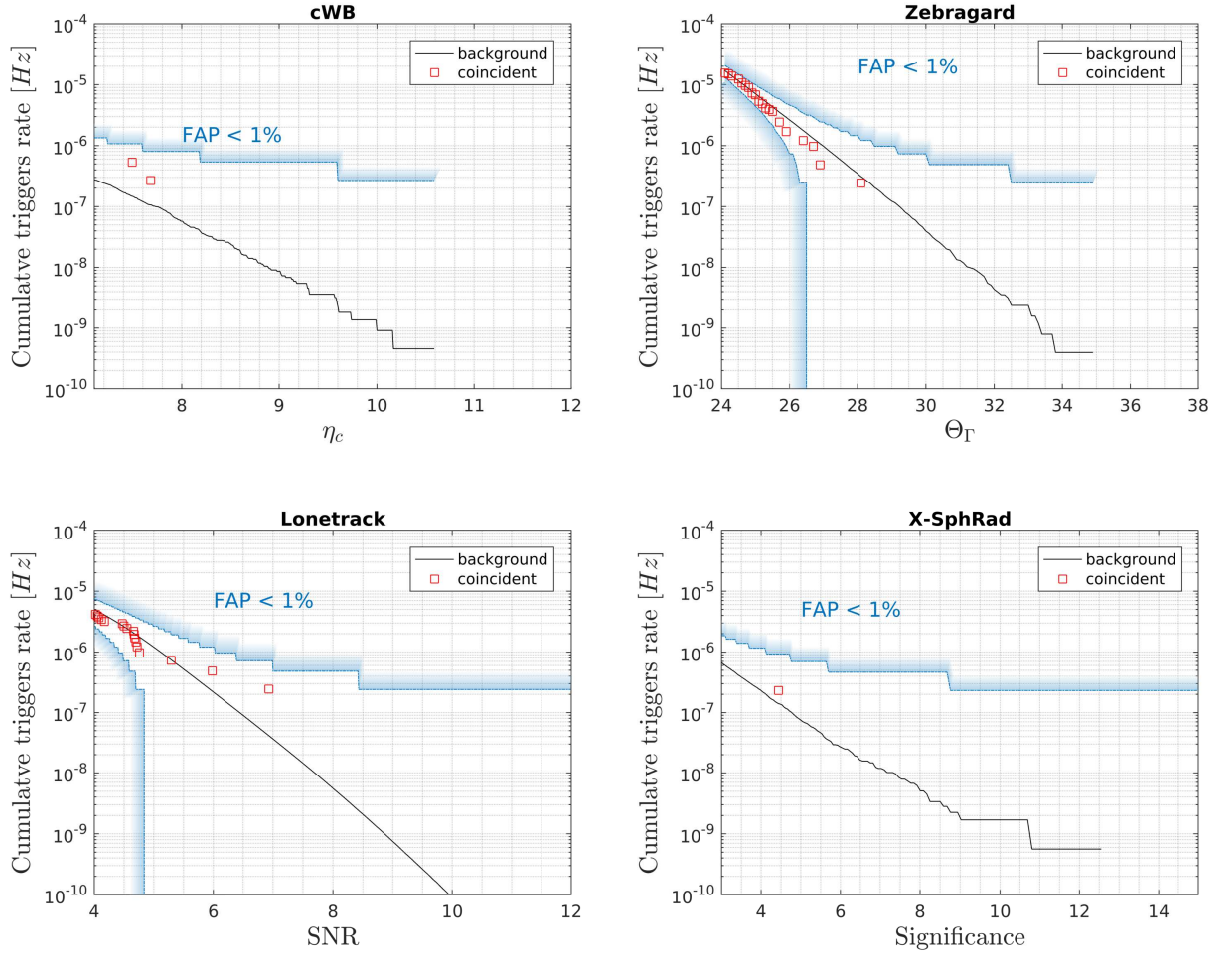 cWB
Cumulatve triggers rate [Hz]
10-4
10-5
10-6
10-7
10-8
10-9
10-10
background
coincident
FAP < 1%
8 9 10 11 12
ηc
Zebragard
Cumulatve triggers rate [Hz]
10-4
10-5
10-6
10-7
10-8
10-9
10-10
background
coincident
FAP < 1%
24 26 28 30 32 34 36 38
ΘΓ
Lonetrack
Cumulatve triggers rate [Hz]
10-4
10-5
10-6
10-7
10-8
10-9
10-10
background
coincident
FAP < 1%
4 6 8 10 12
SNR
X-SphRad
Cumulatve triggers rate [Hz]
10-4
10-5
10-6
10-7
10-8
10-9
10-10
background
coincident
FAP < 1%
4 6 8 10 12 14
Significance